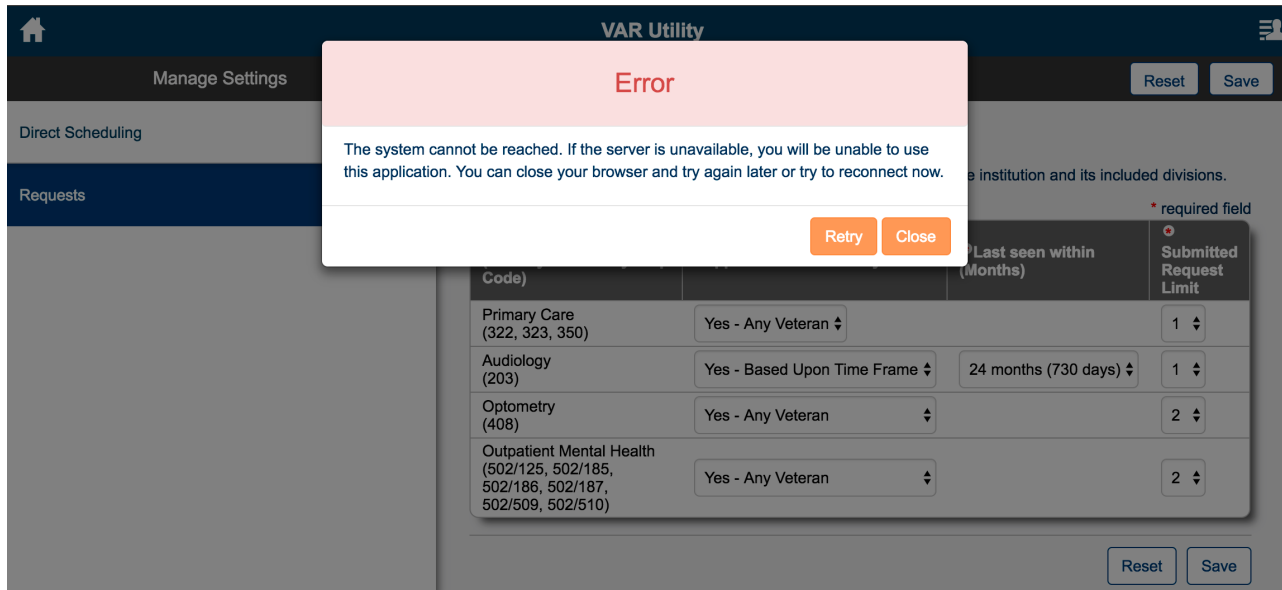 VAR Utility
Manage Settings
Reset Save
Error
The system cannot be reached. If the server is unavailable, you will be unable to use
this application. You can close your browser and try again later or try to reconnect now.
Retry Close
Direct Scheduling
Requests
institution and its included divisions.
* required field
Code)
Last seen within
(Months)
Submitted
Request
Limit
Primary Care
(322, 323, 350)
Yes - Any Veteran
1
Audiology
(203)
Yes - Based Upon Time Frame
24 months (730 days)
1
Optometry
(408)
Yes - Any Veteran
2
Outpatient Mental Health
(502/125, 502/185,
502/186, 502/187,
502/509, 502/510)
Yes - Any Veteran
2
Reset Save